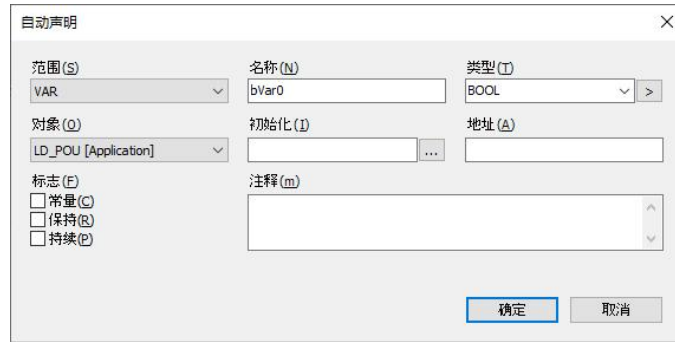 自动声明
范围(S) 名称(N) 类型(T)
VAR bVar0 BOOL >
对象(O) 初始化(I) 地址(A)
LD_POU [Application] ...
标志(F) 注释(m)
常量(C)
保持(R)
持续(P)
确定 取消